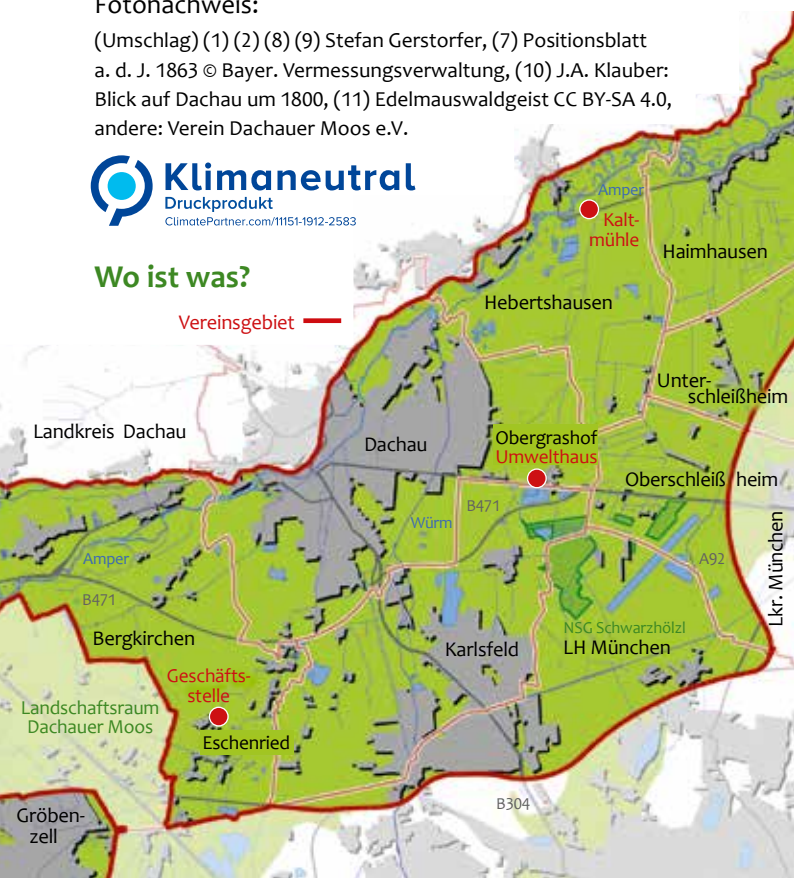 Fotonachweis:
(Umschlag) (1) (2) (8) (9) Stefan Gerstorfer, (7) Positionsblatt
a. d. J. 1863 © Bayer. Vermessungsverwaltung, (10) J.A. Klauber:
Blick auf Dachau um 1800, (11) Edelmauswaldgeist CC BY-SA 4.0,
andere: Verein Dachauer Moos e.V.
Klimaneutral
Druckprodukt
ClimatePartner.com/11151-1912-2583
Wo ist was?
Vereinsgebiet
Amper
Kalt-
mühle
Haimhausen
Hebertshausen
Unter-
schleißheim
Landkreis Dachau
Dachau
Obergrashof
Umwelthaus
Oberschleiß heim
B471
Würm
Amper
A92
B471
Lkr. München
NSG Schwarzhölzl
LH München
Bergkirchen
Karlsfeld
Geschäfts-
stelle
Landschaftsraum
Dachauer Moos
Eschenried
B304
Gröben-
zell